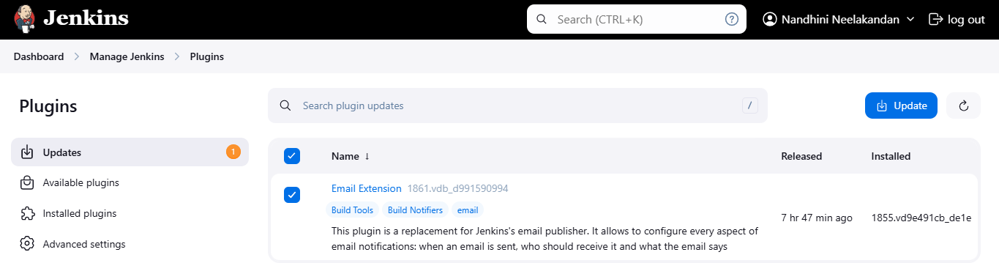 Jenkins
Search (CTRL+K)
?
Nandhini Neelakandan
log out
Dashboard > Manage Jenkins > Plugins
Plugins
Search plugin updates
/
Update
Updates
1
Available plugins
Installed plugins
Advanced settings
Name ↓
Released
Installed
Email Extension 1861.vdb_d991590994
Build Tools
Build Notifiers
email
This plugin is a replacement for Jenkins's email publisher. It allows to configure every aspect of
email notifications: when an email is sent, who should receive it and what the email says
7 hr 47 min ago
1855.vd9e491cb_de1e